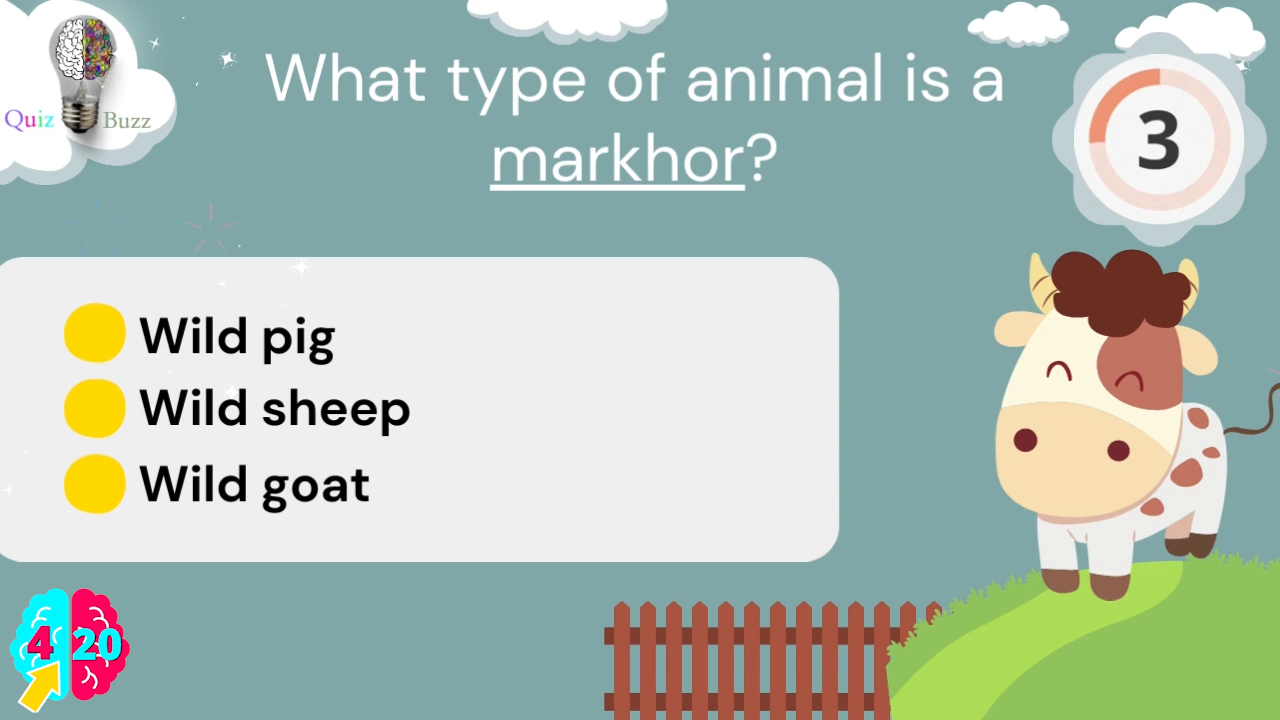 What type of animal is a
markhor?
Quiz Buzz
3
Wild pig
Wild sheep
Wild goat
4 20